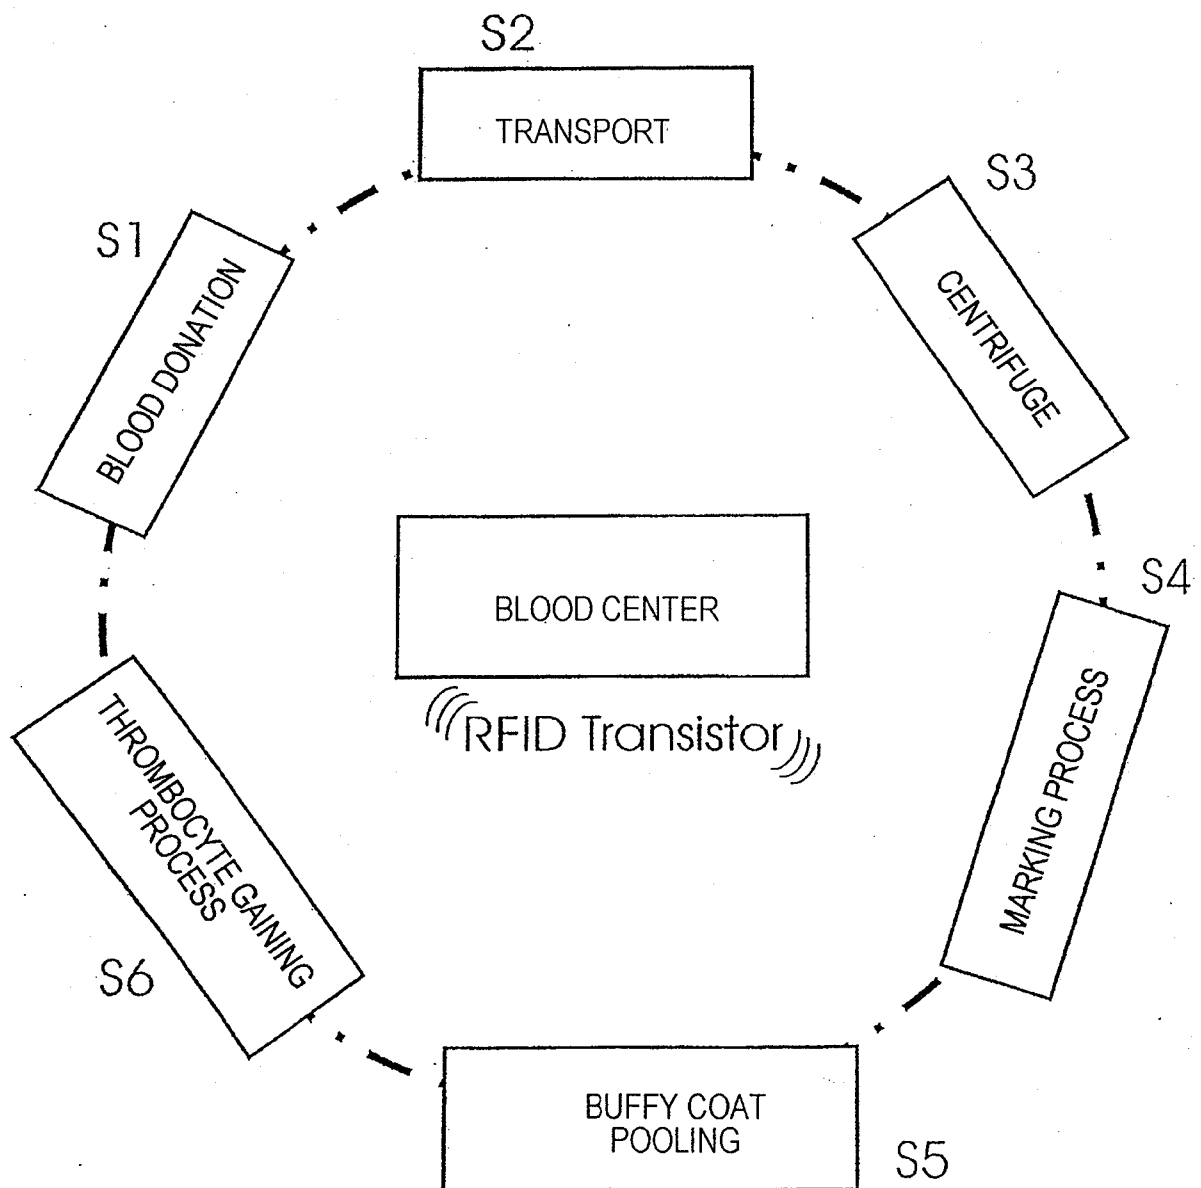 S1
BLOOD DONATION
S2
TRANSPORT
S3
CENTRIFUGE
S4
MARKING PROCESS
S5
BUFFY COAT
POOLING
S6
THROMBOCYTE GAINING
PROCESS
BLOOD CENTER
RFID Transistor